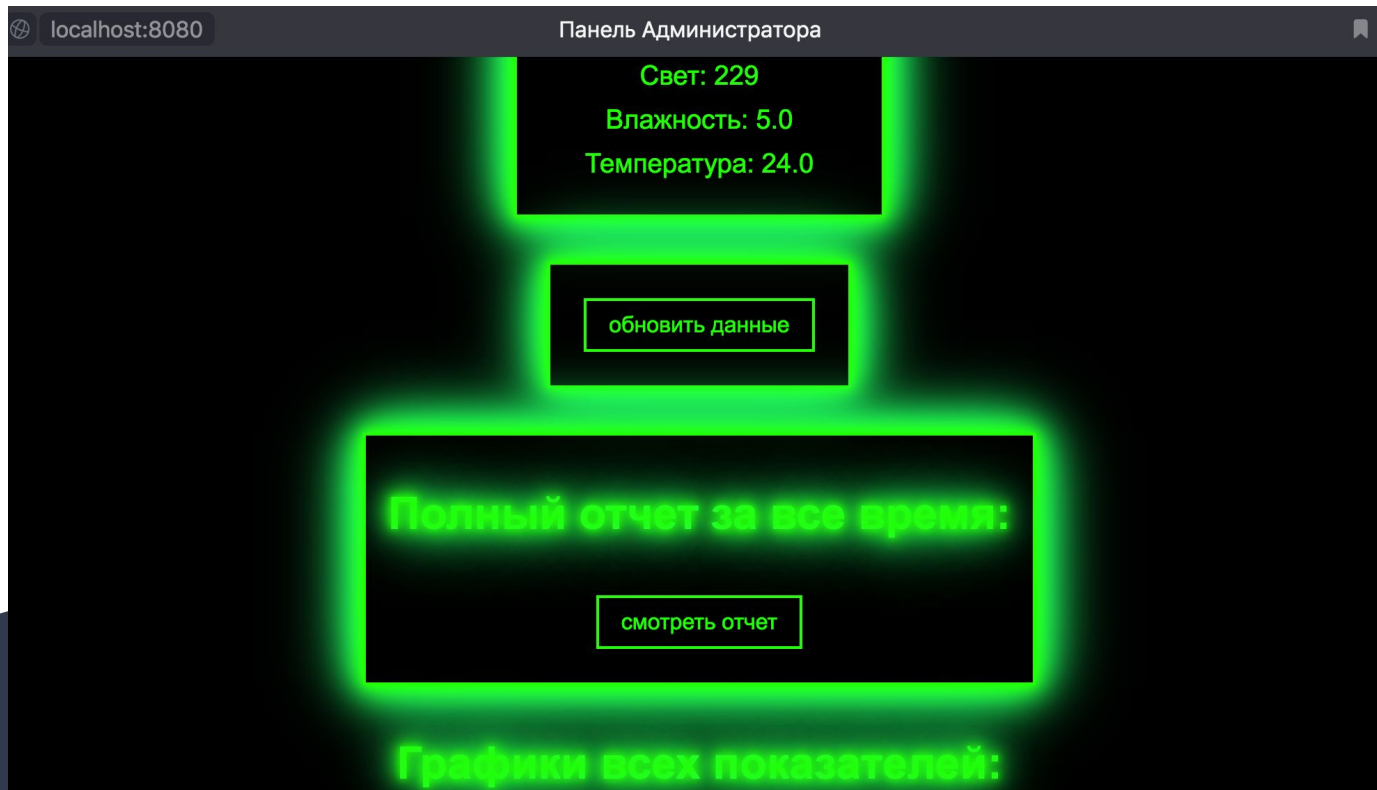 localhost:8080
Панель Администратора
Свет: 229
Влажность: 5.0
Температура: 24.0
обновить данные
Полный отчет за все время:
смотреть отчет
Графики всех показателей: